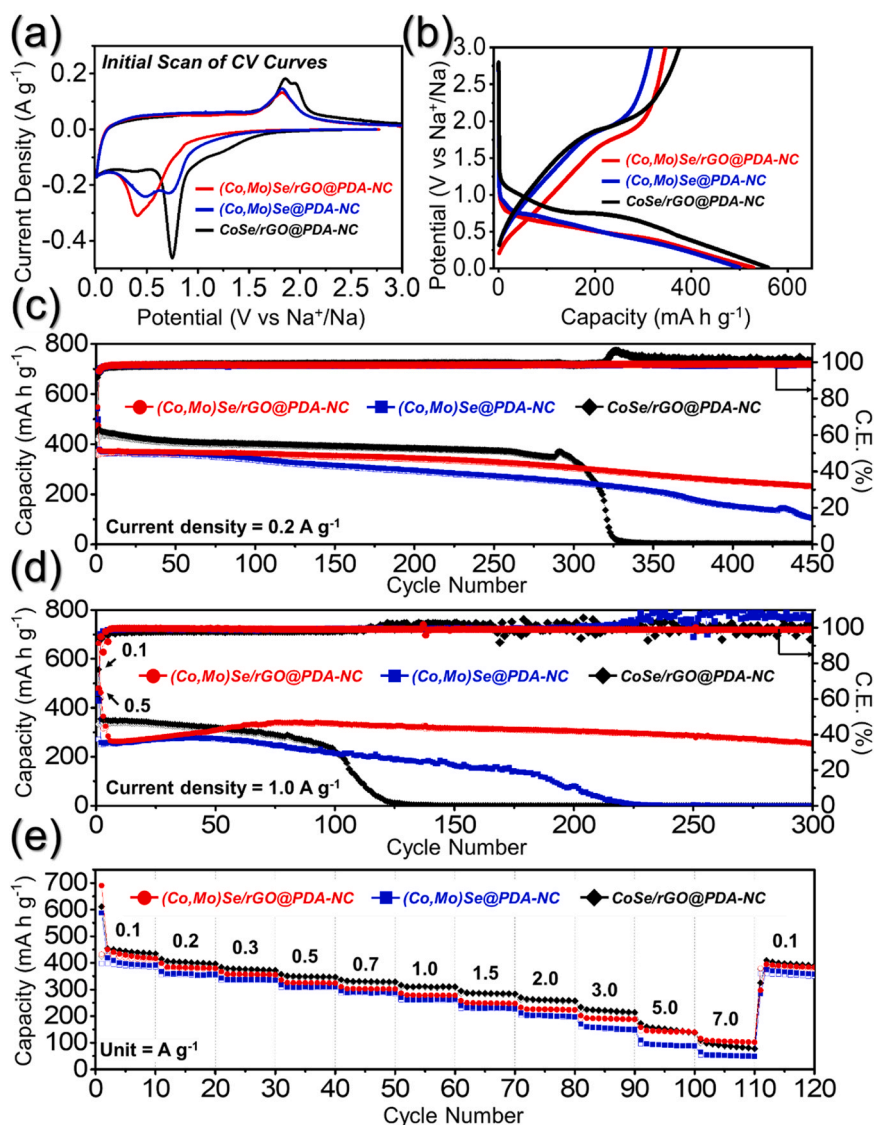 (a)
Initial Scan of CV Curves
0.2
0.0
-0.2
-0.4
Current Density (A g⁻¹)
(Co,Mo)Se/rGO@PDA-NC
(Co,Mo)Se@PDA-NC
CoSe/rGO@PDA-NC
0.0 0.5 1.0 1.5 2.0 2.5 3.0
Potential (V vs Na⁺/Na)
(b)
3.0
2.5
2.0
1.5
1.0
0.5
0.0
Potential (V vs Na⁺/Na)
(Co,Mo)Se/rGO@PDA-NC
(Co,Mo)Se@PDA-NC
CoSe/rGO@PDA-NC
0 200 400 600
Capacity (mA h g⁻¹)
(c)
800
600
400
200
0
Capacity (mA h g⁻¹)
(Co,Mo)Se/rGO@PDA-NC (Co,Mo)Se@PDA-NC CoSe/rGO@PDA-NC
Current density = 0.2 A g⁻¹
100
80
60
40
20
0
C.E. (%)
0 50 100 150 200 250 300 350 400 450
Cycle Number
(d)
800
600
400
200
0
Capacity (mA h g⁻¹)
0.1
0.5
(Co,Mo)Se/rGO@PDA-NC (Co,Mo)Se@PDA-NC CoSe/rGO@PDA-NC
Current density = 1.0 A g⁻¹
100
80
60
40
20
0
C.E. (%)
0 50 100 150 200 250 300
Cycle Number
(e)
700
600
500
400
300
200
100
0
Capacity (mA h g⁻¹)
(Co,Mo)Se/rGO@PDA-NC (Co,Mo)Se@PDA-NC CoSe/rGO@PDA-NC
0.1 0.2 0.3 0.5 0.7 1.0 1.5 2.0 3.0 5.0 7.0 0.1
Unit = A g⁻¹
0 10 20 30 40 50 60 70 80 90 100 110 120
Cycle Number